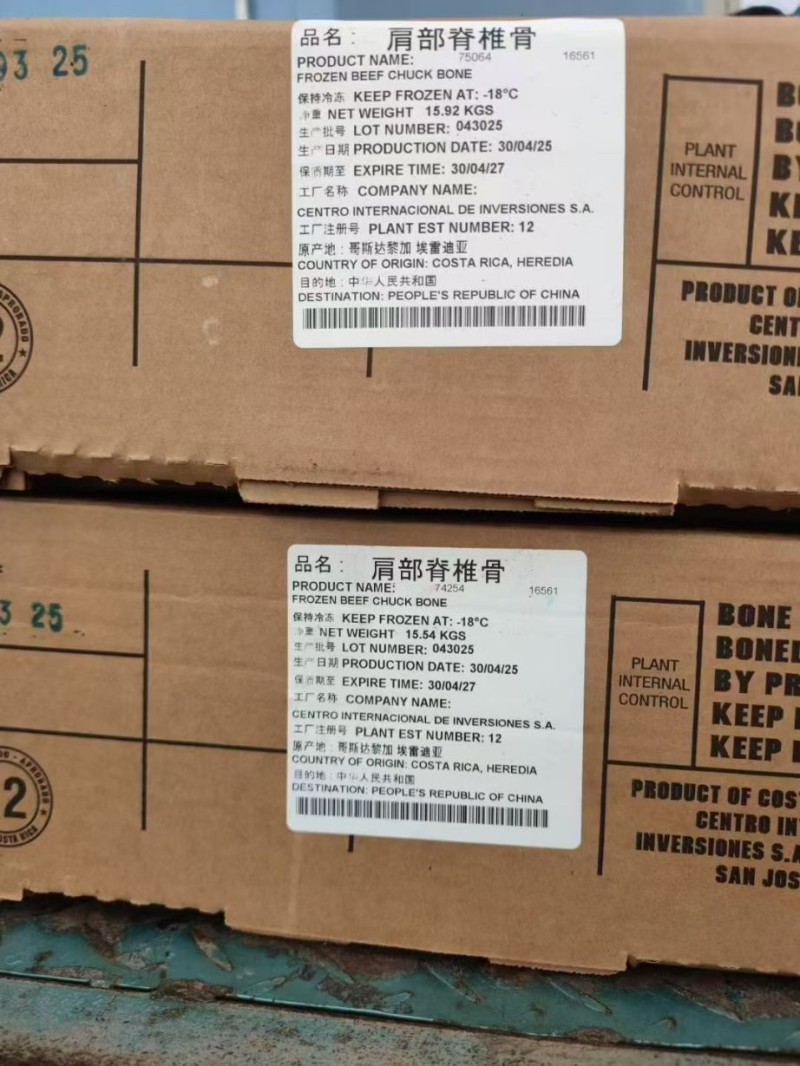 93 25
品名: 肩部脊椎骨
PRODUCT NAME: 75064 16561
FROZEN BEEF CHUCK BONE
保持冷冻 KEEP FROZEN AT: -18°C
净重 NET WEIGHT 15.92 KGS
生产批号 LOT NUMBER: 043025
生产日期 PRODUCTION DATE: 30/04/25
保质期至 EXPIRE TIME: 30/04/27
工厂名称 COMPANY NAME:
CENTRO INTERNACIONAL DE INVERSIONES S.A.
工厂注册号 PLANT EST NUMBER: 12
原产地: 哥斯达黎加 埃雷迪亚
COUNTRY OF ORIGIN: COSTA RICA, HEREDIA
目的地: 中华人民共和国
DESTINATION: PEOPLE'S REPUBLIC OF CHINA
PLANT
INTERNAL
CONTROL
BY
PRODUCT
CENT
INVERSION
SA
3 25
品名: 肩部脊椎骨
PRODUCT NAME: 74254 16561
FROZEN BEEF CHUCK BONE
保持冷冻 KEEP FROZEN AT: -18°C
净重 NET WEIGHT 15.54 KGS
生产批号 LOT NUMBER: 043025
生产日期 PRODUCTION DATE: 30/04/25
保质期至 EXPIRE TIME: 30/04/27
工厂名称 COMPANY NAME:
CENTRO INTERNACIONAL DE INVERSIONES S.A.
工厂注册号 PLANT EST NUMBER: 12
原产地: 哥斯达黎加 埃雷迪亚
COUNTRY OF ORIGIN: COSTA RICA, HEREDIA
目的地: 中华人民共和国
DESTINATION: PEOPLE'S REPUBLIC OF CHINA
PLANT
INTERNAL
CONTROL
BONE
BONEL
BY PR
KEEP
KEEP
PRODUCT OF COS
CENTRO IN
INVERSIONES S.A
SAN JOS
APROBADO
2
COSTA RICA